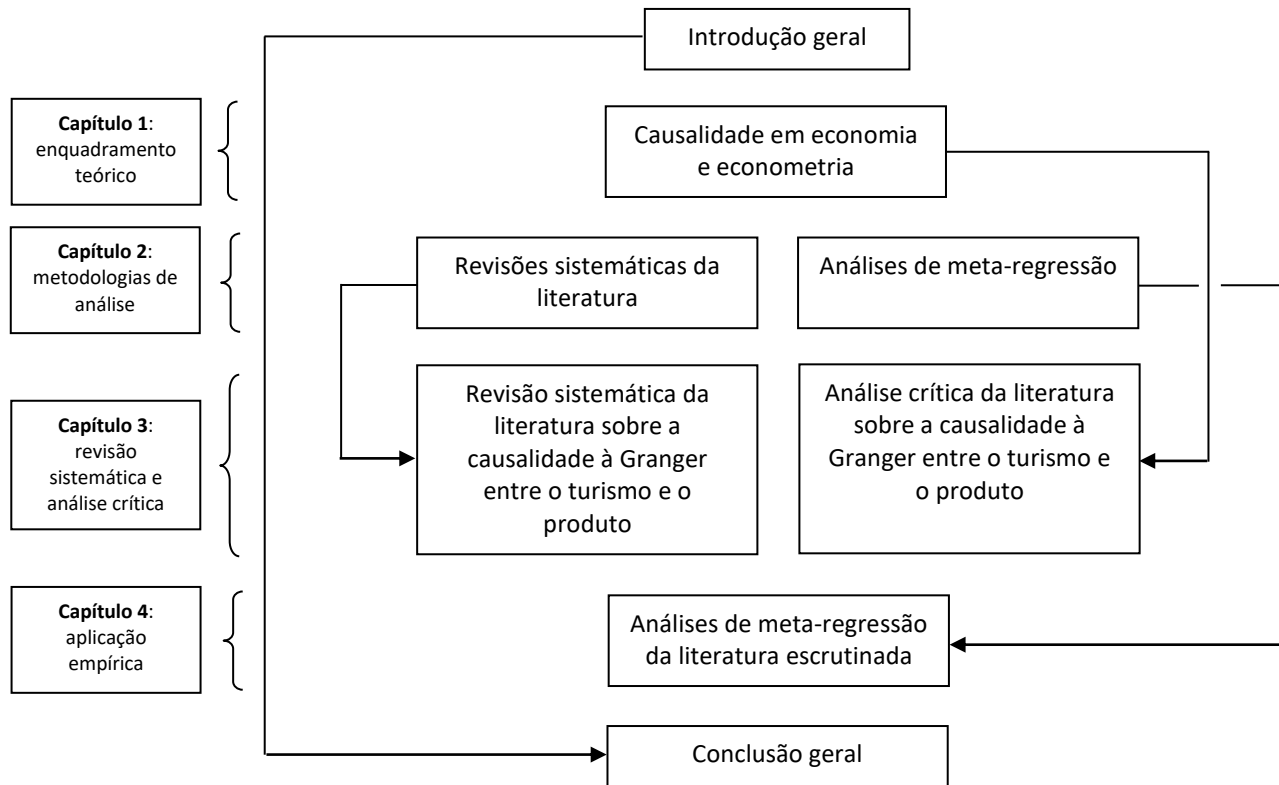 Introdução geral
Capítulo 1:
enquadramento
teórico
Causalidade em economia
e econometria
Capítulo 2:
metodologias de
análise
Revisões sistemáticas da
literatura
Análises de meta-regressão
Capítulo 3:
revisão
sistemática e
análise crítica
Revisão sistemática da
literatura sobre a
causalidade à Granger
entre o turismo e o
produto
Análise crítica da literatura
sobre a causalidade à
Granger entre o turismo e
o produto
Capítulo 4:
aplicação
empírica
Análises de meta-regressão
da literatura escrutinada
Conclusão geral